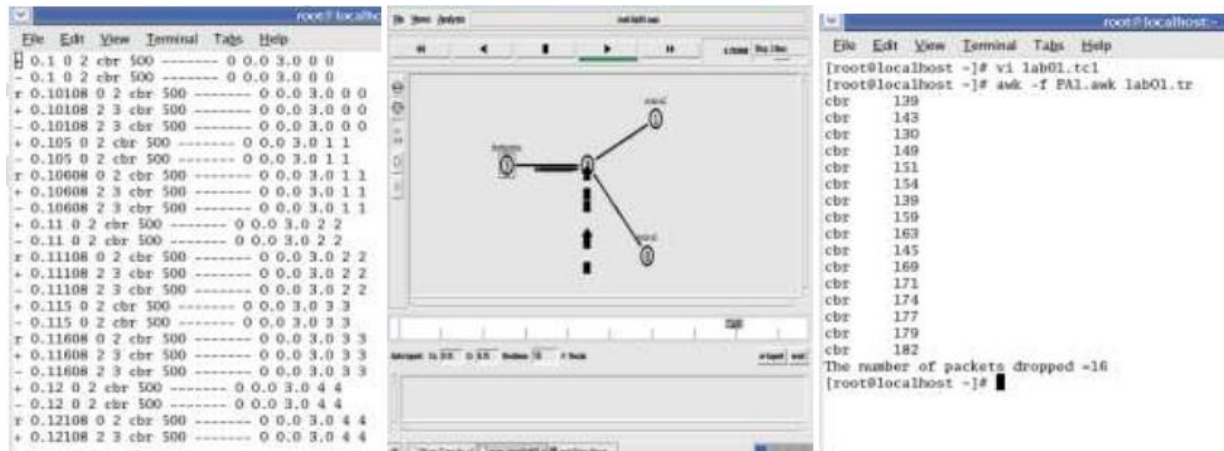 root@localho
File Edit View Terminal Tabs Help
+ 0.1 0 2 cbr 500 ------- 0 0.0 3.0 0 0
- 0.1 0 2 cbr 500 ------- 0 0.0 3.0 0 0
r 0.10108 0 2 cbr 500 ------- 0 0.0 3.0 0 0
+ 0.10108 2 3 cbr 500 ------- 0 0.0 3.0 0 0
- 0.10108 2 3 cbr 500 ------- 0 0.0 3.0 0 0
+ 0.105 0 2 cbr 500 ------- 0 0.0 3.0 1 1
- 0.105 0 2 cbr 500 ------- 0 0.0 3.0 1 1
r 0.10608 0 2 cbr 500 ------- 0 0.0 3.0 1 1
+ 0.10608 2 3 cbr 500 ------- 0 0.0 3.0 1 1
- 0.10608 2 3 cbr 500 ------- 0 0.0 3.0 1 1
+ 0.11 0 2 cbr 500 ------- 0 0.0 3.0 2 2
- 0.11 0 2 cbr 500 ------- 0 0.0 3.0 2 2
r 0.11108 0 2 cbr 500 ------- 0 0.0 3.0 2 2
+ 0.11108 2 3 cbr 500 ------- 0 0.0 3.0 2 2
- 0.11108 2 3 cbr 500 ------- 0 0.0 3.0 2 2
+ 0.115 0 2 cbr 500 ------- 0 0.0 3.0 3 3
- 0.115 0 2 cbr 500 ------- 0 0.0 3.0 3 3
r 0.11608 0 2 cbr 500 ------- 0 0.0 3.0 3 3
+ 0.11608 2 3 cbr 500 ------- 0 0.0 3.0 3 3
- 0.11608 2 3 cbr 500 ------- 0 0.0 3.0 3 3
+ 0.12 0 2 cbr 500 ------- 0 0.0 3.0 4 4
- 0.12 0 2 cbr 500 ------- 0 0.0 3.0 4 4
r 0.12108 0 2 cbr 500 ------- 0 0.0 3.0 4 4
+ 0.12108 2 3 cbr 500 ------- 0 0.0 3.0 4 4
File Views Analysis
root@localhost:~
File Edit View Terminal Tabs Help
[root@localhost ~]# vi lab01.tcl
[root@localhost ~]# awk -f PA1.awk lab01.tr
cbr 139
cbr 143
cbr 130
cbr 149
cbr 151
cbr 154
cbr 139
cbr 159
cbr 163
cbr 145
cbr 169
cbr 171
cbr 174
cbr 177
cbr 179
cbr 182
The number of packets dropped =16
[root@localhost ~]#